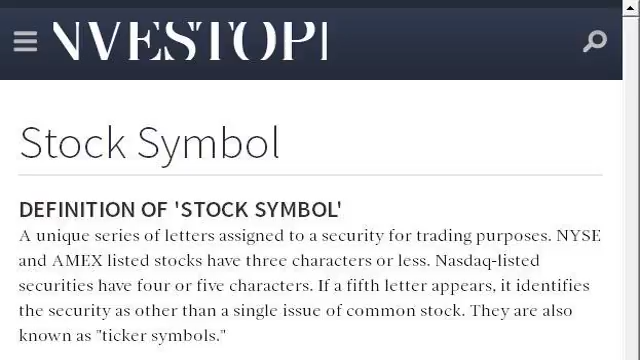 NVESTOPI
Stock Symbol
DEFINITION OF 'STOCK SYMBOL'
A unique series of letters assigned to a security for trading purposes. NYSE
and AMEX listed stocks have three characters or less. Nasdaq-listed
securities have four or five characters. If a fifth letter appears, it identifies
the security as other than a single issue of common stock. They are also
known as "ticker symbols."